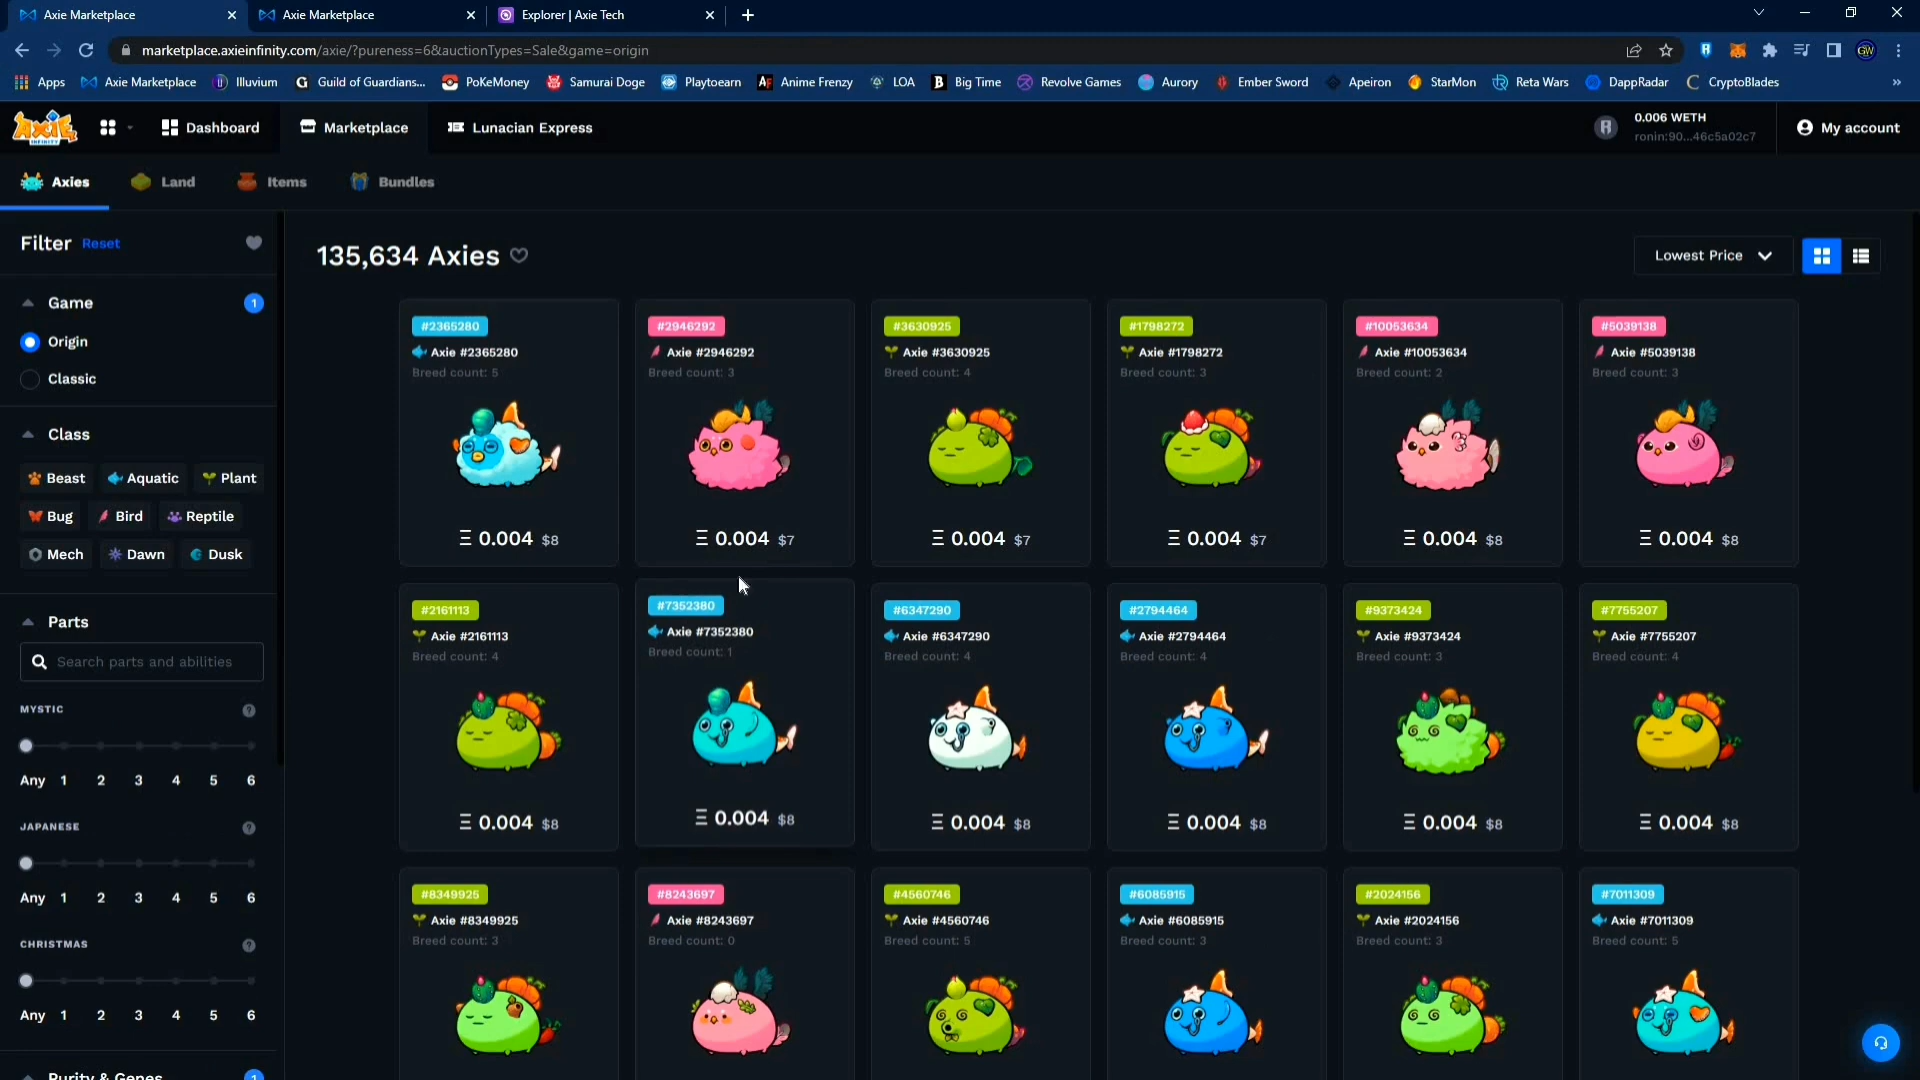 Axie Marketplace
Axie Marketplace
Explorer | Axie Tech
marketplace.axieinfinity.com/axie/?pureness=6&auctionTypes=Sale&game=origin
GW
Apps
Axie Marketplace
Illuvium
Guild of Guardians...
PoKeMoney
Samurai Doge
Playtoearn
Anime Frenzy
LOA
Big Time
Revolve Games
Aurory
Ember Sword
Apeiron
StarMon
Reta Wars
DappRadar
CryptoBlades
»
AXIE INFINITY
Dashboard
Marketplace
Lunacian Express
0.006 WETH
ronin:90...46c5a02c7
My account
Axies
Land
Items
Bundles
Filter Reset
Game 1
Origin
Classic
Class
Beast Aquatic Plant
Bug Bird Reptile
Mech Dawn Dusk
Parts
Search parts and abilities
MYSTIC
Any 1 2 3 4 5 6
JAPANESE
Any 1 2 3 4 5 6
CHRISTMAS
Any 1 2 3 4 5 6
Purity & Genes 1
135,634 Axies
Lowest Price
#2365280
Axie #2365280
Breed count: 5
Ξ 0.004 $8
#2946292
Axie #2946292
Breed count: 3
Ξ 0.004 $7
#3630925
Axie #3630925
Breed count: 4
Ξ 0.004 $7
#1798272
Axie #1798272
Breed count: 3
Ξ 0.004 $7
#10053634
Axie #10053634
Breed count: 2
Ξ 0.004 $8
#5039138
Axie #5039138
Breed count: 3
Ξ 0.004 $8
#2161113
Axie #2161113
Breed count: 4
Ξ 0.004 $8
#7352380
Axie #7352380
Breed count: 1
Ξ 0.004 $8
#6347290
Axie #6347290
Breed count: 4
Ξ 0.004 $8
#2794464
Axie #2794464
Breed count: 4
Ξ 0.004 $8
#9373424
Axie #9373424
Breed count: 3
Ξ 0.004 $8
#7755207
Axie #7755207
Breed count: 4
Ξ 0.004 $8
#8349925
Axie #8349925
Breed count: 3
#8243697
Axie #8243697
Breed count: 0
#4560746
Axie #4560746
Breed count: 5
#6085915
Axie #6085915
Breed count: 3
#2024156
Axie #2024156
Breed count: 3
#7011309
Axie #7011309
Breed count: 5